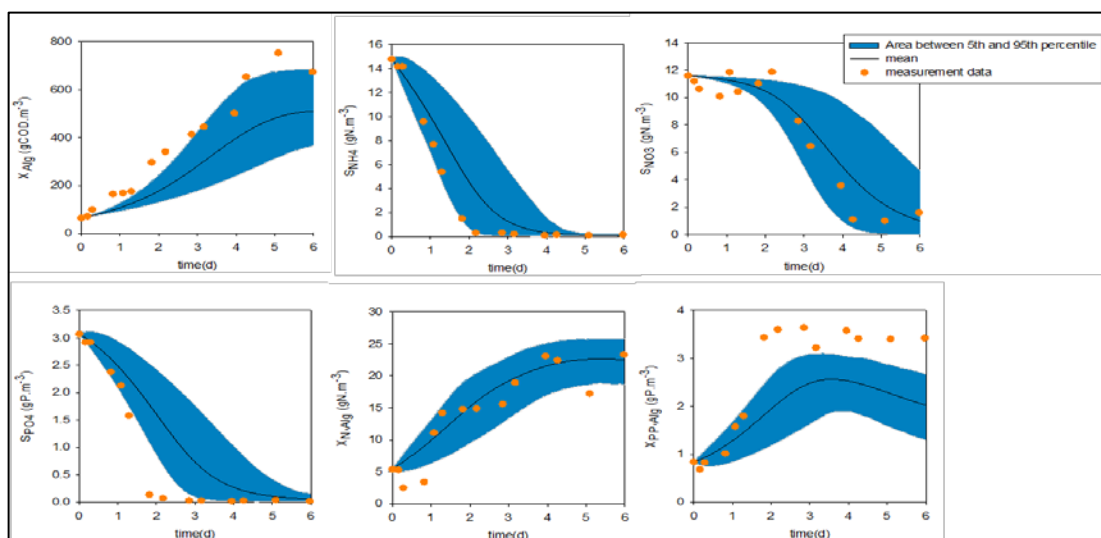 Area between 5th and 95th percentile
mean
measurement data
800
600
400
200
0
X Alg (gCOD.m-3)
0 1 2 3 4 5 6
time(d)
16
14
12
10
8
6
4
2
0
S NH4 (gN.m-3)
0 1 2 3 4 5 6
time(d)
14
12
10
8
6
4
2
0
S NO3 (gN.m-3)
0 1 2 3 4 5 6
time(d)
3.5
3.0
2.5
2.0
1.5
1.0
0.5
0.0
S PO4 (gP.m-3)
0 1 2 3 4 5 6
time(d)
30
25
20
15
10
5
0
X N-Alg (gN.m-3)
0 1 2 3 4 5 6
time(d)
4
3
2
1
0
X PP-Alg (gP.m-3)
0 1 2 3 4 5 6
time(d)